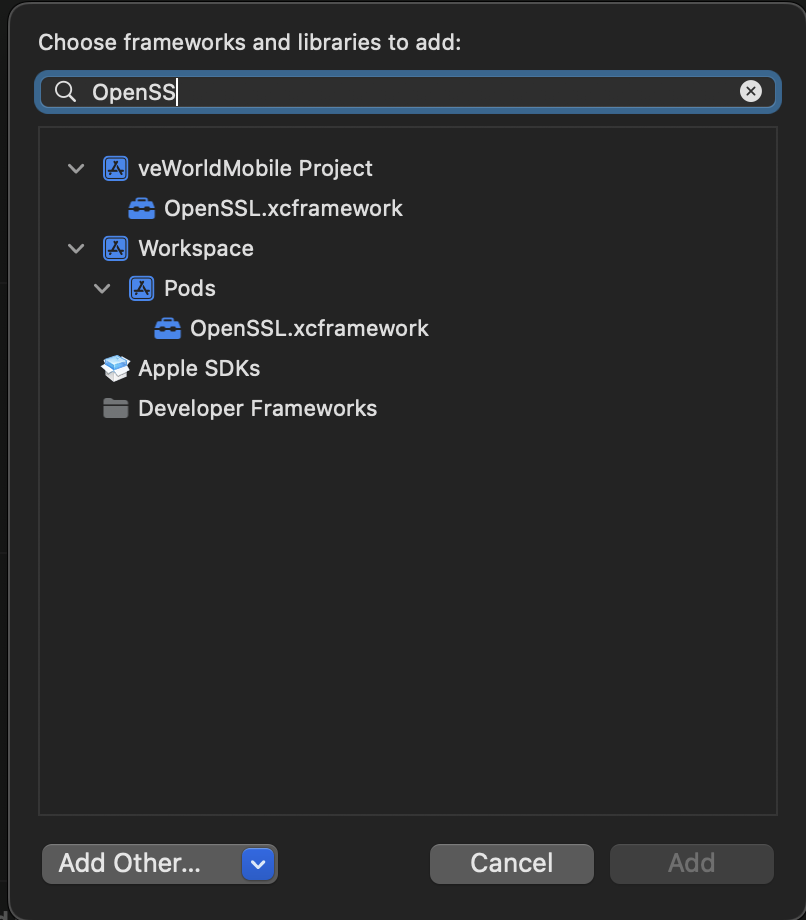 Choose frameworks and libraries to add:
OpenSS
veWorldMobile Project
OpenSSL.xcframework
Workspace
Pods
OpenSSL.xcframework
Apple SDKs
Developer Frameworks
Add Other...
Cancel
Add